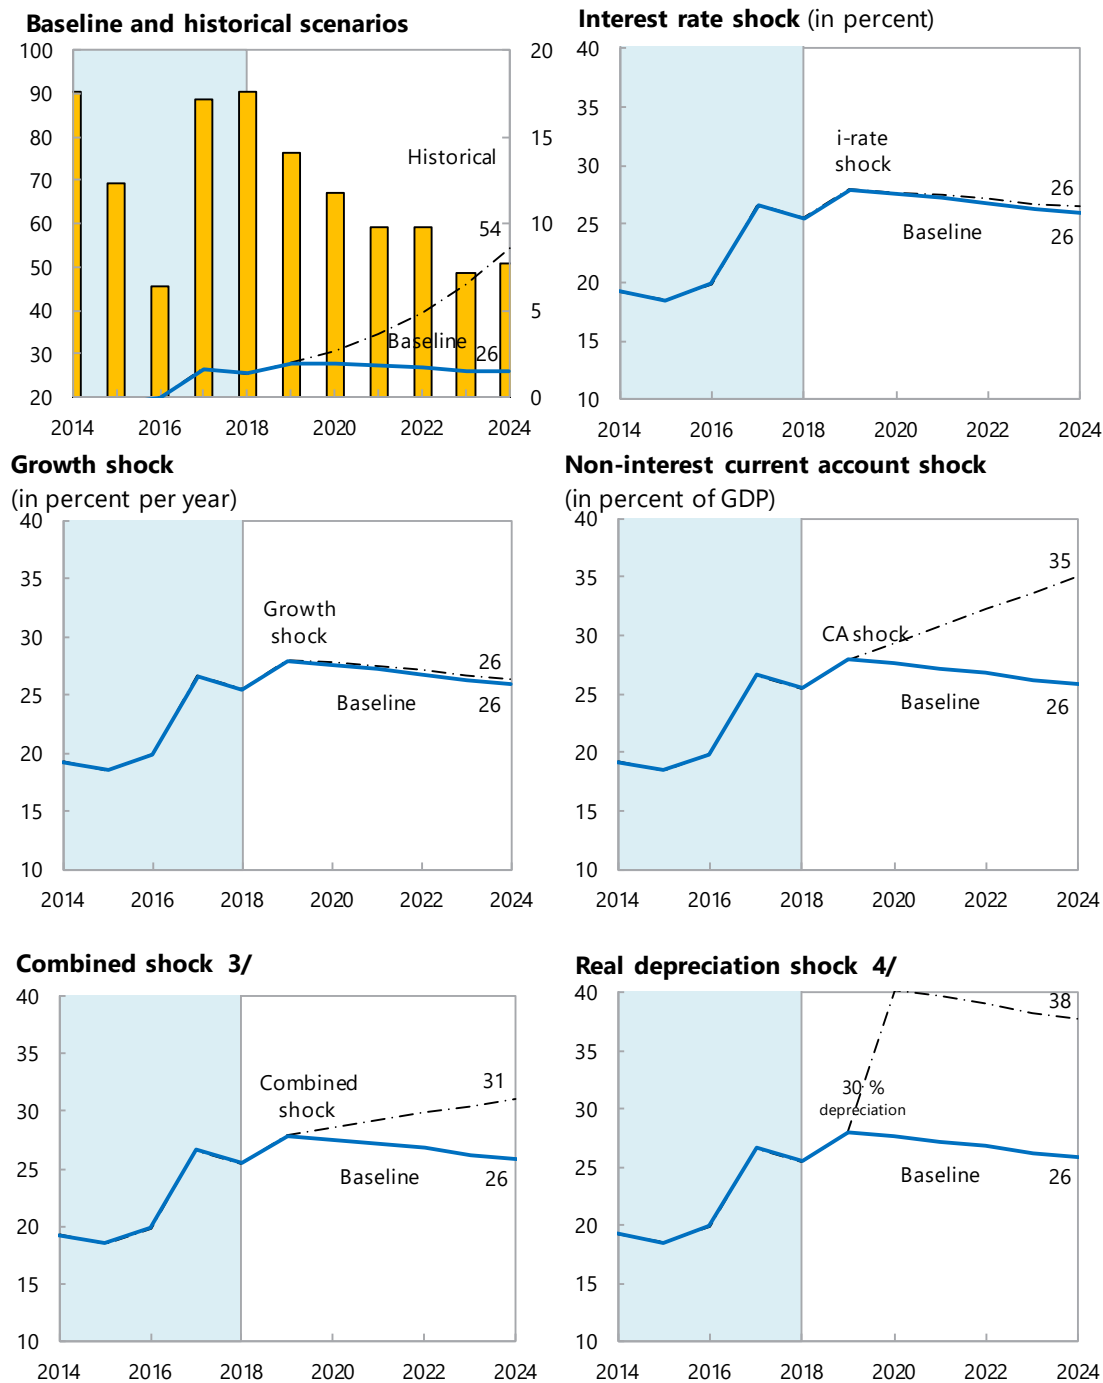 Baseline and historical scenarios
100
90
80
70
60
50
40
30
20
20
15
10
5
0
Historical
54
Baseline
26
2014 2016 2018 2020 2022 2024
Interest rate shock (in percent)
40
35
30
25
20
15
10
i-rate
shock
26
Baseline
26
2014 2016 2018 2020 2022 2024
Growth shock
(in percent per year)
40
35
30
25
20
15
10
Growth
shock
26
Baseline
26
2014 2016 2018 2020 2022 2024
Non-interest current account shock
(in percent of GDP)
40
35
30
25
20
15
10
35
CA shock
Baseline
26
2014 2016 2018 2020 2022 2024
Combined shock 3/
40
35
30
25
20
15
10
Combined
shock
31
Baseline
26
2014 2016 2018 2020 2022 2024
Real depreciation shock 4/
40
35
30
25
20
15
10
38
30 %
depreciation
Baseline
26
2014 2016 2018 2020 2022 2024